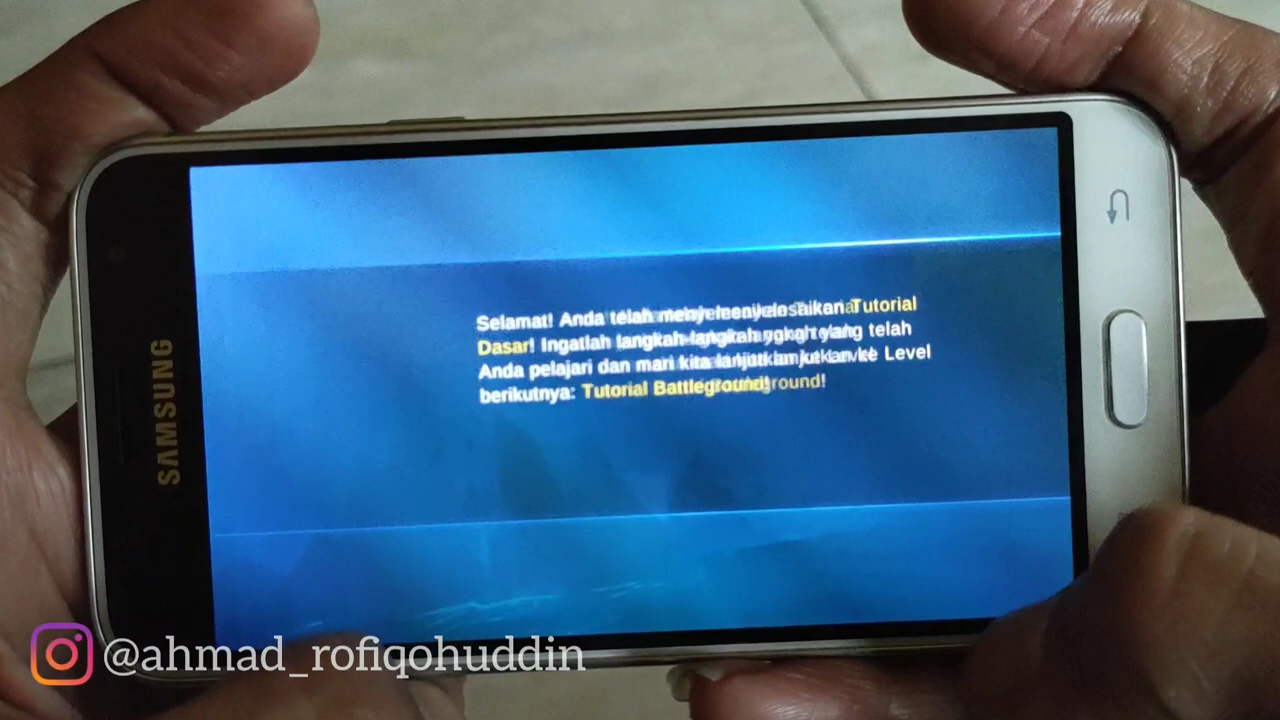 SAMSUNG
Selamat! Anda telah menyelesaikan Tutorial
Dasar! Ingatlah langkah-langkah yang telah
Anda pelajari dan mari kita lanjutkan ke Level
berikutnya: Tutorial Battleground!
@ahmad_rofiqohuddin